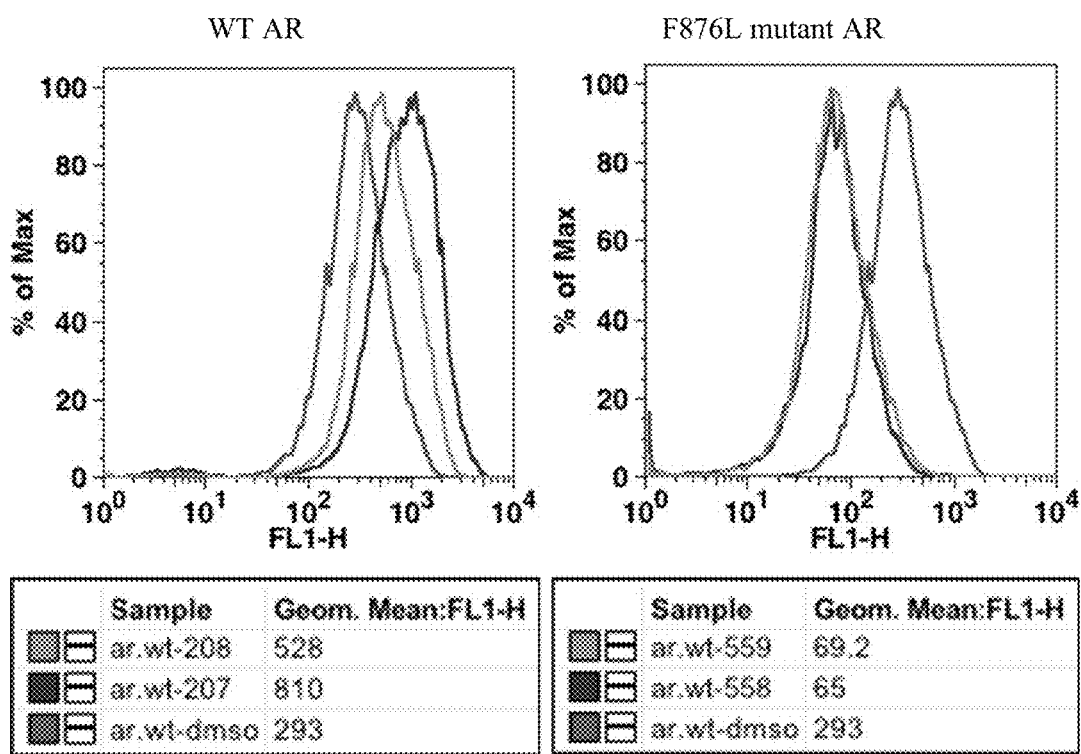 WT AR
F876L mutant AR
% of Max
100
80
60
40
20
0
10^0 10^1 10^2 10^3 10^4
FL1-H
% of Max
100
80
60
40
20
0
10^0 10^1 10^2 10^3 10^4
FL1-H
Sample Geom. Mean:FL1-H
ar.wt-208 528
ar.wt-207 810
ar.wt-dmso 293
Sample Geom. Mean:FL1-H
ar.wt-559 69.2
ar.wt-558 65
ar.wt-dmso 293